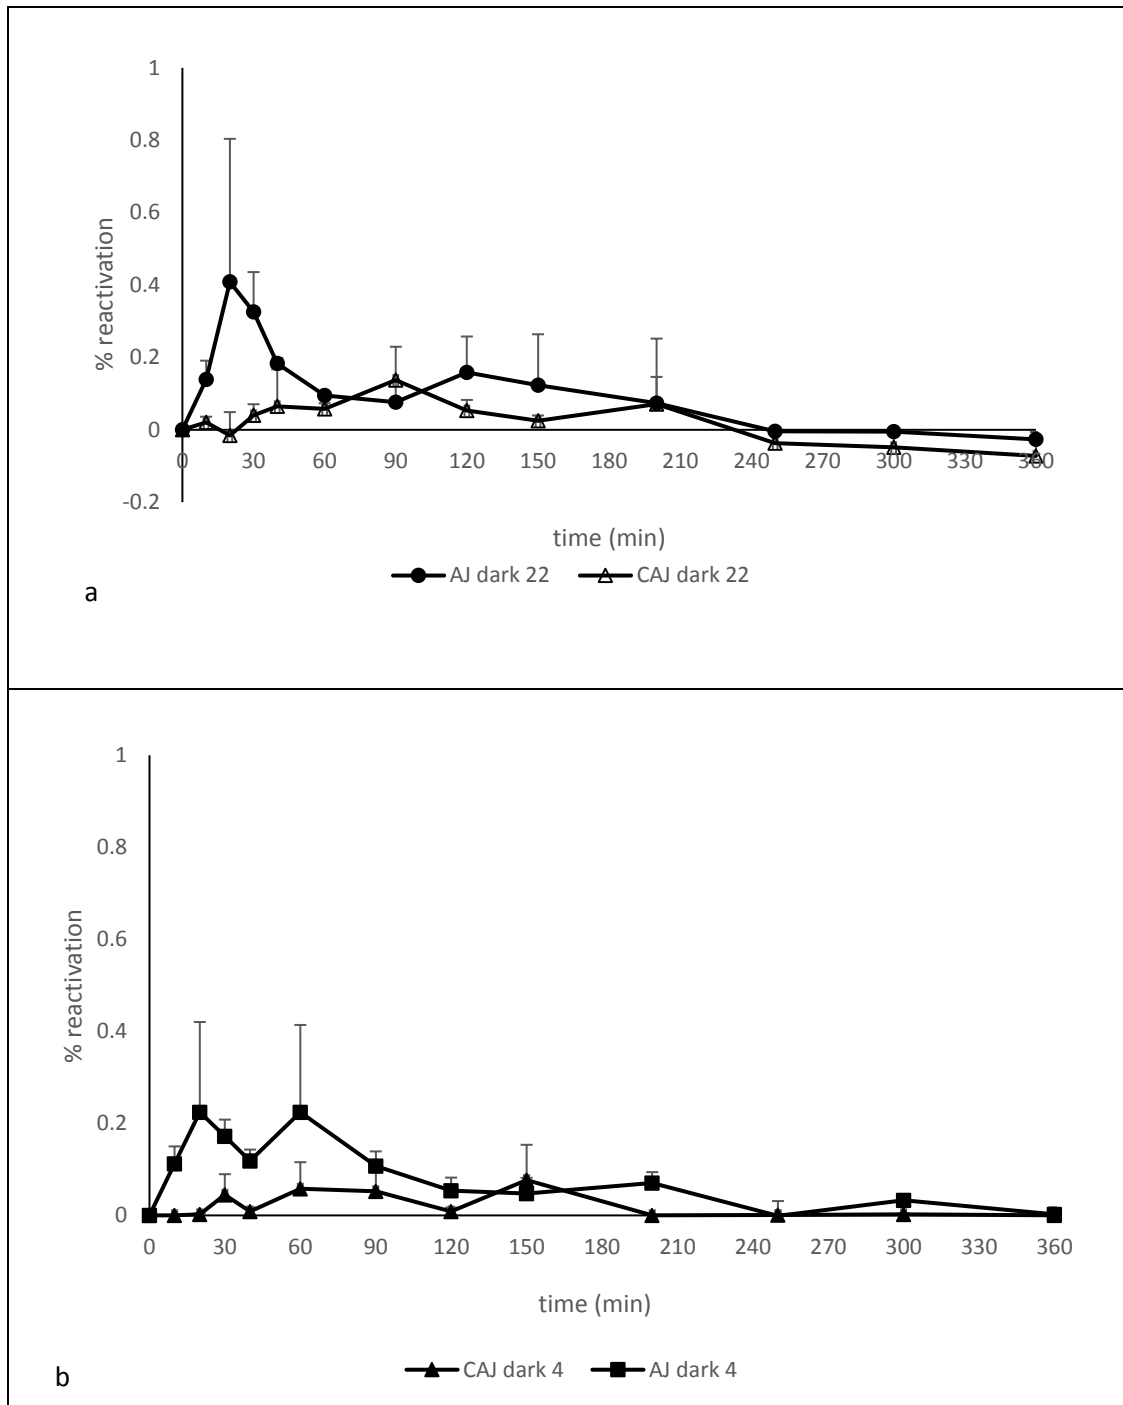 1
0.8
0.6
0.4
0.2
0
-0.2
% reactivation
0 30 60 90 120 150 180 210 240 270 300 330 360
time (min)
AJ dark 22 CAJ dark 22
a
1
0.8
0.6
0.4
0.2
0
% reactivation
0 30 60 90 120 150 180 210 240 270 300 330 360
time (min)
CAJ dark 4 AJ dark 4
b